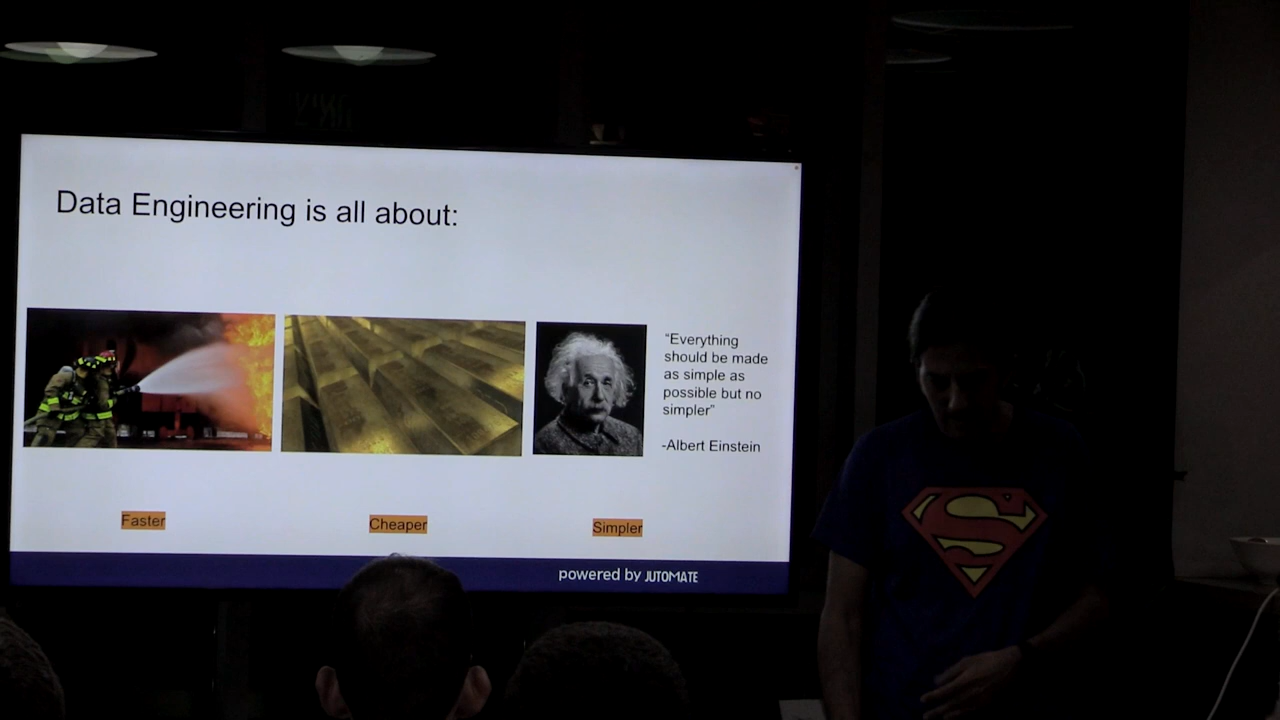 Data Engineering is all about:
“Everything
should be made
as simple as
possible but no
simpler”
-Albert Einstein
Faster
Cheaper
Simpler
powered by JUTOMATE